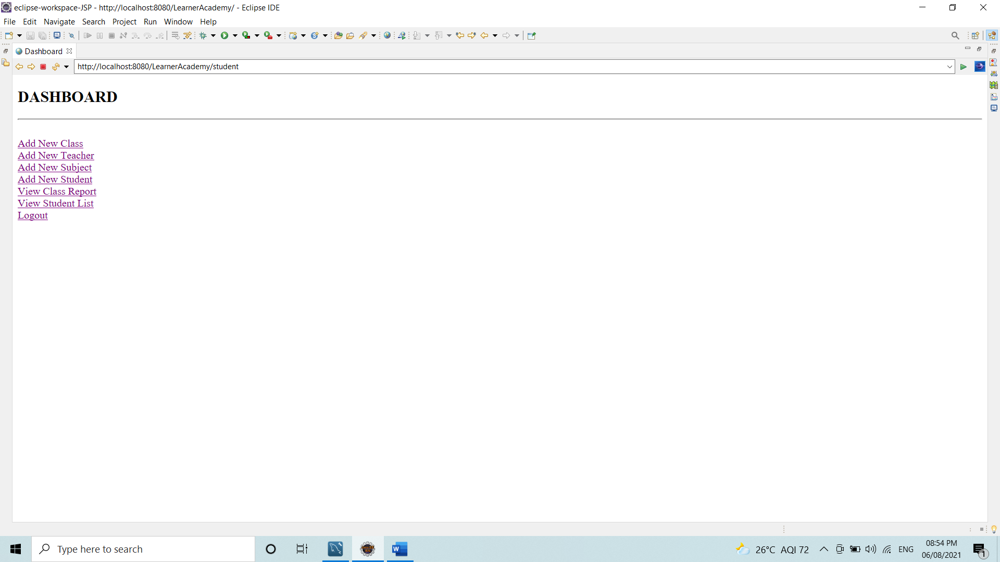 eclipse-workspace-JSP - http://localhost:8080/LearnerAcademy/ - Eclipse IDE
File Edit Navigate Search Project Run Window Help
Dashboard
http://localhost:8080/LearnerAcademy/student
DASHBOARD
Add New Class
Add New Teacher
Add New Subject
Add New Student
View Class Report
View Student List
Logout
Type here to search
26°C AQI 72
ENG
08:54 PM
06/08/2021
1